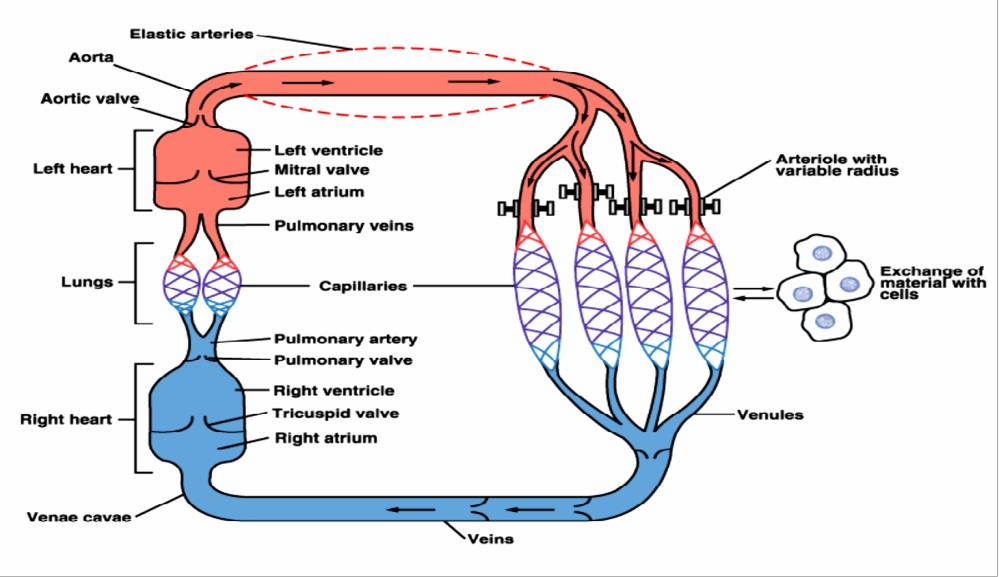 Elastic arteries
Aorta
Aortic valve
Left heart
Left ventricle
Mitral valve
Left atrium
Pulmonary veins
Arteriole with
variable radius
Lungs
Capillaries
Exchange of
material with
cells
Pulmonary artery
Pulmonary valve
Right heart
Right ventricle
Tricuspid valve
Right atrium
Venules
Venae cavae
Veins